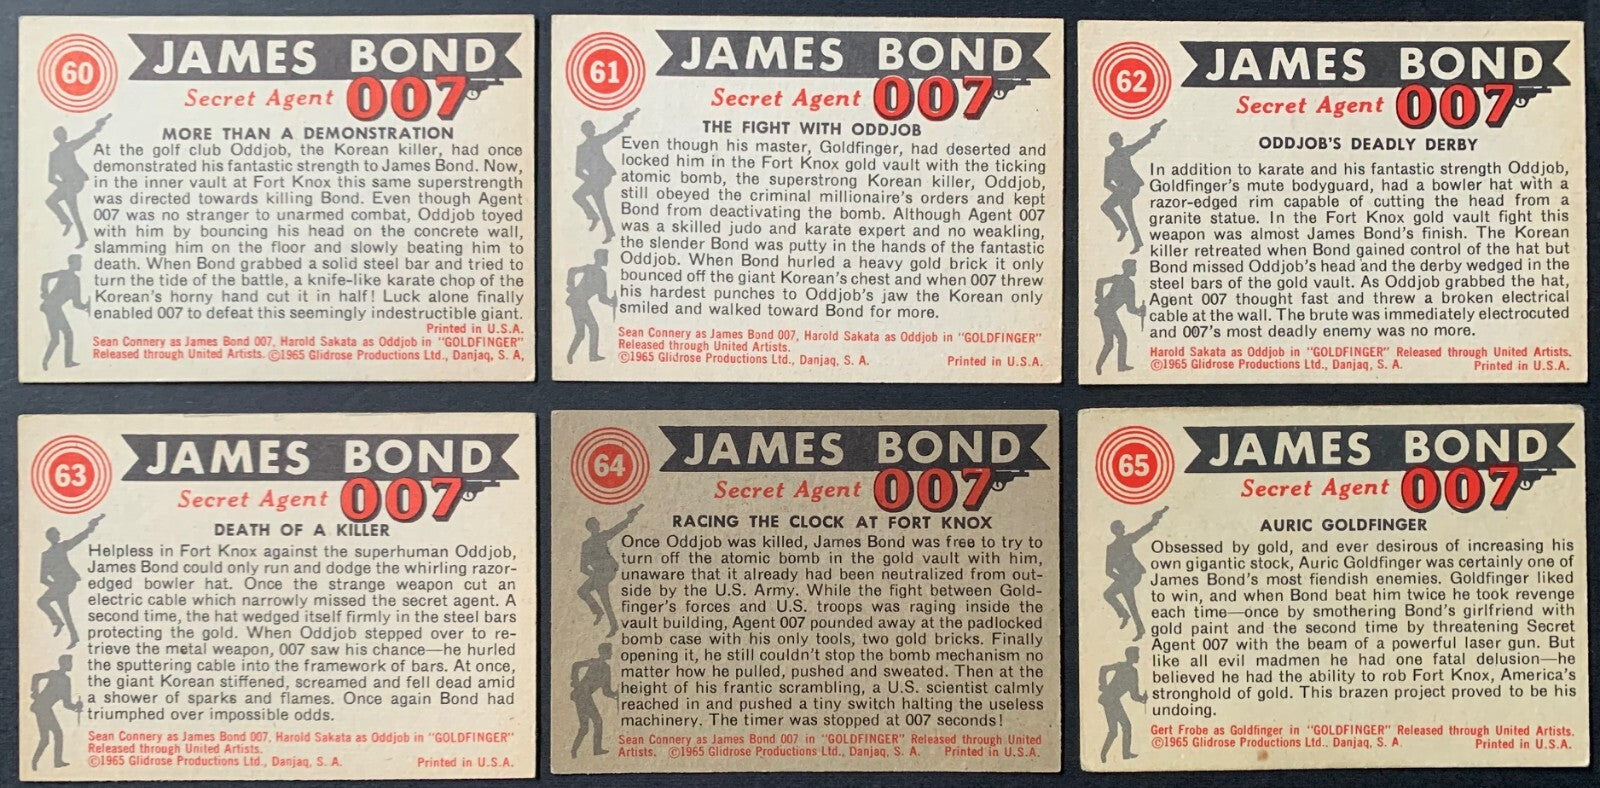 60
JAMES BOND
Secret Agent 007
MORE THAN A DEMONSTRATION
At the golf club Oddjob, the Korean killer, had once
demonstrated his fantastic strength to James Bond. Now,
in the inner vault at Fort Knox this same superstrength
was directed towards killing Bond. Even though Agent
007 was no stranger to unarmed combat, Oddjob toyed
with him by bouncing his head on the concrete wall,
slamming him on the floor and slowly beating him to
death. When Bond grabbed a solid steel bar and tried to
turn the tide of the battle, a knife-like karate chop of the
Korean's horny hand cut it in half! Luck alone finally
enabled 007 to defeat this seemingly indestructible giant.
Printed in U.S.A.
Sean Connery as James Bond 007, Harold Sakata as Oddjob in "GOLDFINGER"
Released through United Artists. ©1965 Glidrose Productions Ltd., Danjaq, S. A,
61
JAMES BOND
Secret Agent 007
THE FIGHT WITH ODDJOB
Even though his master, Goldfinger, had deserted and
locked him in the Fort Knox gold vault with the ticking
atomic bomb, the superstrong Korean killer, Oddjob,
still obeyed the criminal millionaire's orders and kept
Bond from deactivating the bomb. Although Agent 007
was a skilled judo and karate expert and no weakling,
the slender Bond was putty in the hands of the fantastic
Oddjob. When Bond hurled a heavy gold brick it only
bounced off the giant Korean's chest and when 007 threw
his hardest punches to Oddjob's jaw the Korean only
smiled and walked toward Bond for more.
Sean Connery as James Bond 007, Harold Sakata as Oddjob in "GOLDFINGER"
Released through United Artists.
©1965 Glidrose Productions Ltd., Danjaq, S. A. Printed in U.S.A.
62
JAMES BOND
Secret Agent 007
ODDJOB'S DEADLY DERBY
In addition to karate and his fantastic strength Oddjob,
Goldfinger's mute bodyguard, had a bowler hat with a
razor-edged rim capable of cutting the head from a
granite statue. In the Fort Knox gold vault fight this
weapon was almost James Bond's finish. The Korean
killer retreated when Bond gained control of the hat but
Bond missed Oddjob's head and the derby wedged in the
steel bars of the gold vault. As Oddjob grabbed the hat,
Agent 007 thought fast and threw a broken electrical
cable at the wall. The brute was immediately electrocuted
and 007's most deadly enemy was no more.
Harold Sakata as Oddjob in "GOLDFINGER" Released through United Artists.
©1965 Glidrose Productions Ltd., Danjaq, S. A. Printed in U.S.A.
63
JAMES BOND
Secret Agent 007
DEATH OF A KILLER
Helpless in Fort Knox against the superhuman Oddjob,
James Bond could only run and dodge the whirling razor-
edged bowler hat. Once the strange weapon cut an
electric cable which narrowly missed the secret agent. A
second time, the hat wedged itself firmly in the steel bars
protecting the gold. When Oddjob stepped over to re-
trieve the metal weapon, 007 saw his chance—he hurled
the sputtering cable into the framework of bars. At once,
the giant Korean stiffened, screamed and fell dead amid
a shower of sparks and flames. Once again Bond had
triumphed over impossible odds.
Sean Connery as James Bond 007, Harold Sakata as Oddjob in "GOLDFINGER"
Released through United Artists.
©1965 Glidrose Productions Ltd., Danjaq, S. A. Printed in U.S.A.
64
JAMES BOND
Secret Agent 007
RACING THE CLOCK AT FORT KNOX
Once Oddjob was killed, James Bond was free to try to
turn off the atomic bomb in the gold vault with him,
unaware that it already had been neutralized from out-
side by the U.S. Army. While the fight between Gold-
finger's forces and U.S. troops was raging inside the
vault building, Agent 007 pounded away at the padlocked
bomb case with his only tools, two gold bricks. Finally
opening it, he still couldn't stop the bomb mechanism no
matter how he pulled, pushed and sweated. Then at the
height of his frantic scrambling, a U.S. scientist calmly
reached in and pushed a tiny switch halting the useless
machinery. The timer was stopped at 007 seconds!
Sean Connery as James Bond 007 in "GOLDFINGER" Released through United
Artists. ©1965 Glidrose Productions Ltd., Danjaq, S. A. Printed in U.S.A.
65
JAMES BOND
Secret Agent 007
AURIC GOLDFINGER
Obsessed by gold, and ever desirous of increasing his
own gigantic stock, Auric Goldfinger was certainly one of
James Bond's most fiendish enemies. Goldfinger liked
to win, and when Bond beat him twice he took revenge
each time—once by smothering Bond's girlfriend with
gold paint and the second time by threatening Secret
Agent 007 with the beam of a powerful laser gun. But
like all evil madmen he had one fatal delusion—he
believed he had the ability to rob Fort Knox, America's
stronghold of gold. This brazen project proved to be his
undoing.
Gert Frobe as Goldfinger in "GOLDFINGER" Released through United Artists.
©1965 Glidrose Productions Ltd., Danjaq, S. A. Printed in U.S.A.